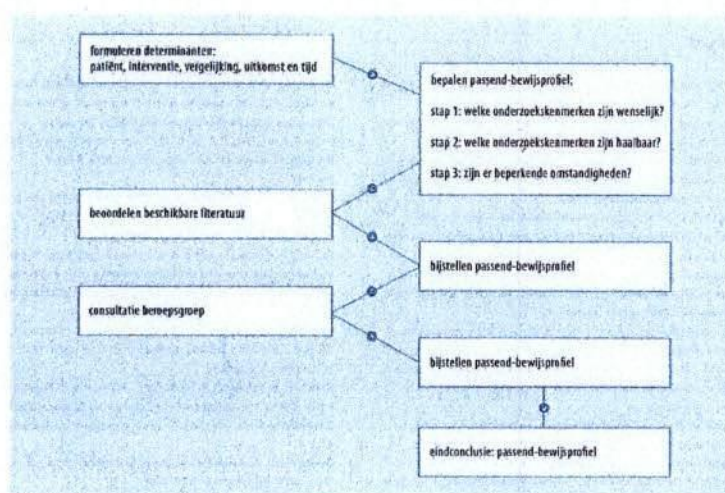 formuleren determinanten:
patiënt, interventie, vergelijking, uitkomst en tijd
bepalen passend-bewijsprofiel:
stap 1: welke onderzoekskenmerken zijn wenselijk?
stap 2: welke onderzoekskenmerken zijn haalbaar?
stap 3: zijn er beperkende omstandigheden?
beoordelen beschikbare literatuur
bijstellen passend-bewijsprofiel
consultatie beroepsgroep
bijstellen passend-bewijsprofiel
eindconclusie: passend-bewijsprofiel